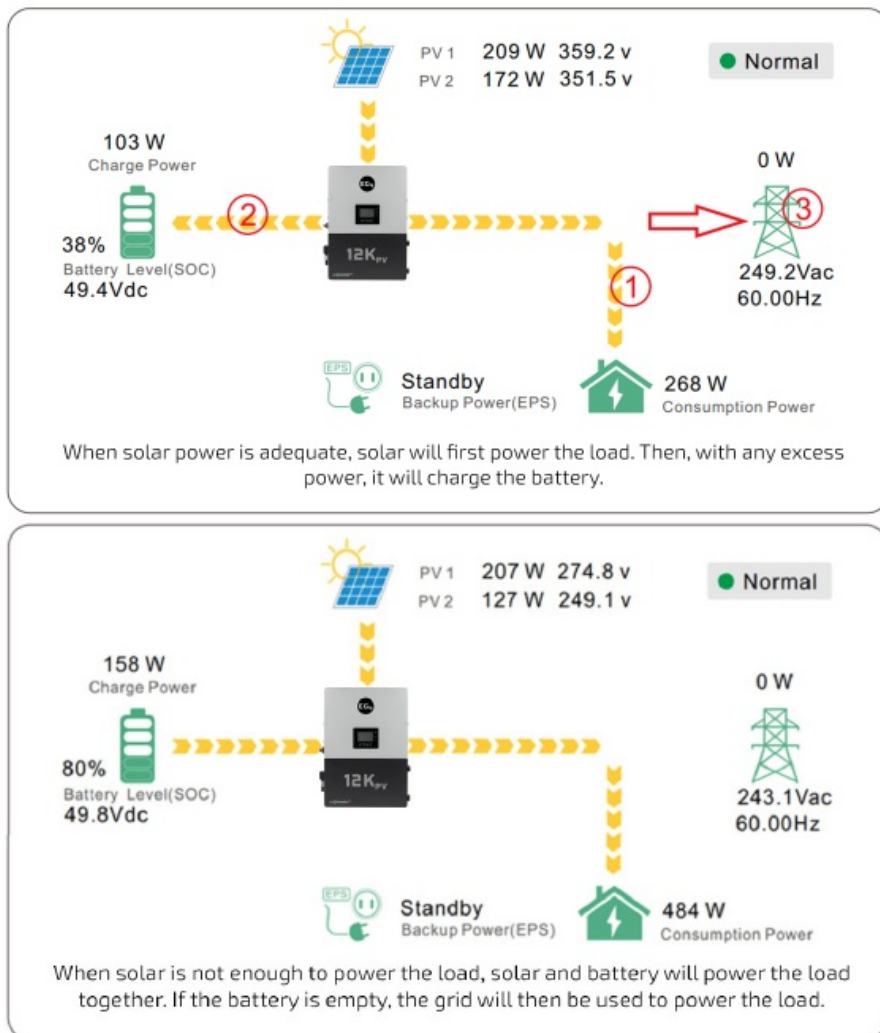 PV 1 209 W 359.2 v
PV 2 172 W 351.5 v
Normal
103 W
Charge Power
0 W
EG4
12KPV
2
3
1
38%
Battery Level(SOC)
49.4Vdc
249.2Vac
60.00Hz
EPS
Standby
Backup Power(EPS)
268 W
Consumption Power
When solar power is adequate, solar will first power the load. Then, with any excess
power, it will charge the battery.
PV 1 207 W 274.8 v
PV 2 127 W 249.1 v
Normal
158 W
Charge Power
0 W
EG4
12KPV
80%
Battery Level(SOC)
49.8Vdc
243.1Vac
60.00Hz
EPS
Standby
Backup Power(EPS)
484 W
Consumption Power
When solar is not enough to power the load, solar and battery will power the load
together. If the battery is empty, the grid will then be used to power the load.